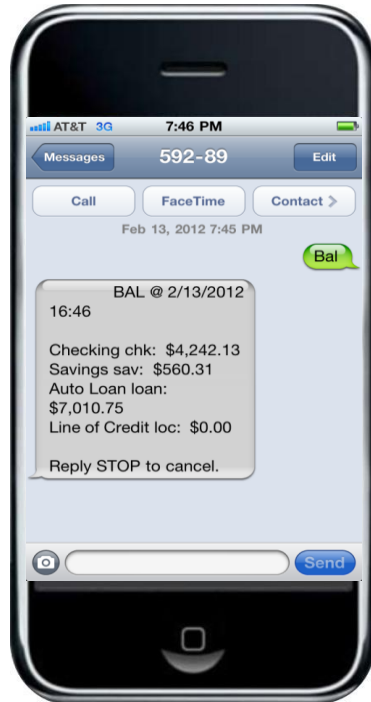 AT&T 3G 7:46 PM
Messages 592-89 Edit
Call FaceTime Contact
Feb 13, 2012 7:45 PM
Bal
BAL @ 2/13/2012
16:46
Checking chk: $4,242.13
Savings sav: $560.31
Auto Loan loan:
$7,010.75
Line of Credit loc: $0.00
Reply STOP to cancel.
Send